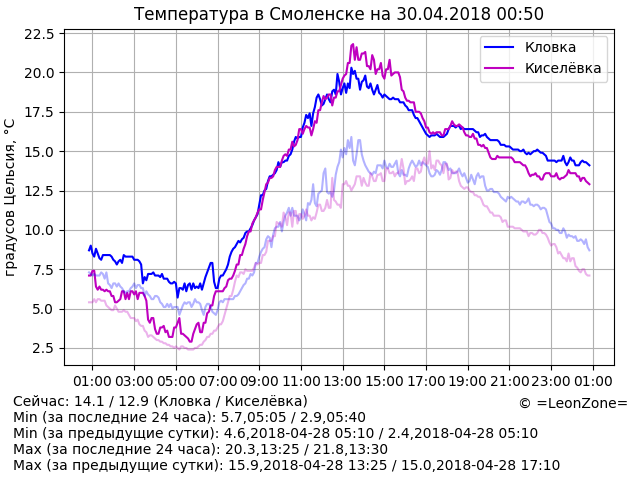 Температура в Смоленске на 30.04.2018 00:50
градусов Цельсия, °C
22.5
20.0
17.5
15.0
12.5
10.0
7.5
5.0
2.5
Кловка
Киселёвка
01:00 03:00 05:00 07:00 09:00 11:00 13:00 15:00 17:00 19:00 21:00 23:00 01:00
Сейчас: 14.1 / 12.9 (Кловка / Киселёвка)
© =LeonZone=
Min (за последние 24 часа): 5.7,05:05 / 2.9,05:40
Min (за предыдущие сутки): 4.6,2018-04-28 05:10 / 2.4,2018-04-28 05:10
Max (за последние 24 часа): 20.3,13:25 / 21.8,13:30
Max (за предыдущие сутки): 15.9,2018-04-28 13:25 / 15.0,2018-04-28 17:10